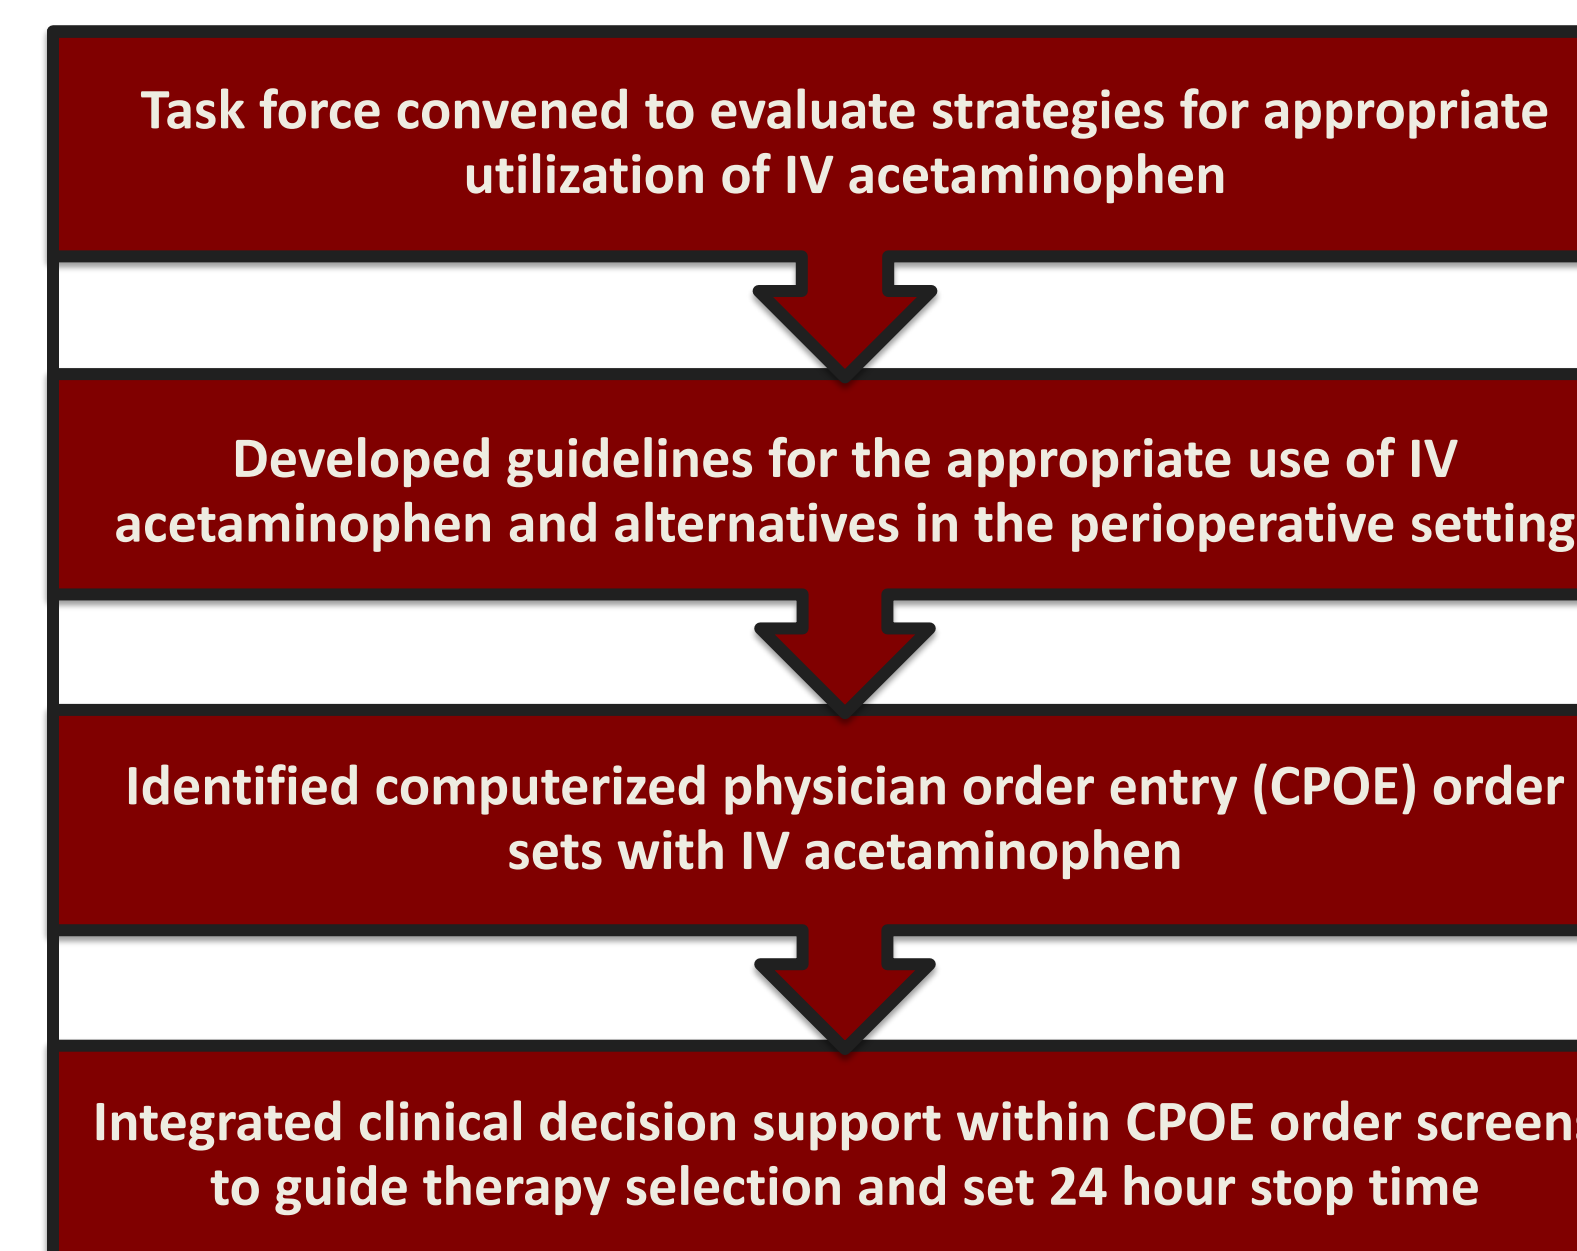 Task force convened to evaluate strategies for appropriate
utilization of IV acetaminophen
Developed guidelines for the appropriate use of IV
acetaminophen and alternatives in the perioperative setting
Identified computerized physician order entry (CPOE) order
sets with IV acetaminophen
Integrated clinical decision support within CPOE order screens
to guide therapy selection and set 24 hour stop time